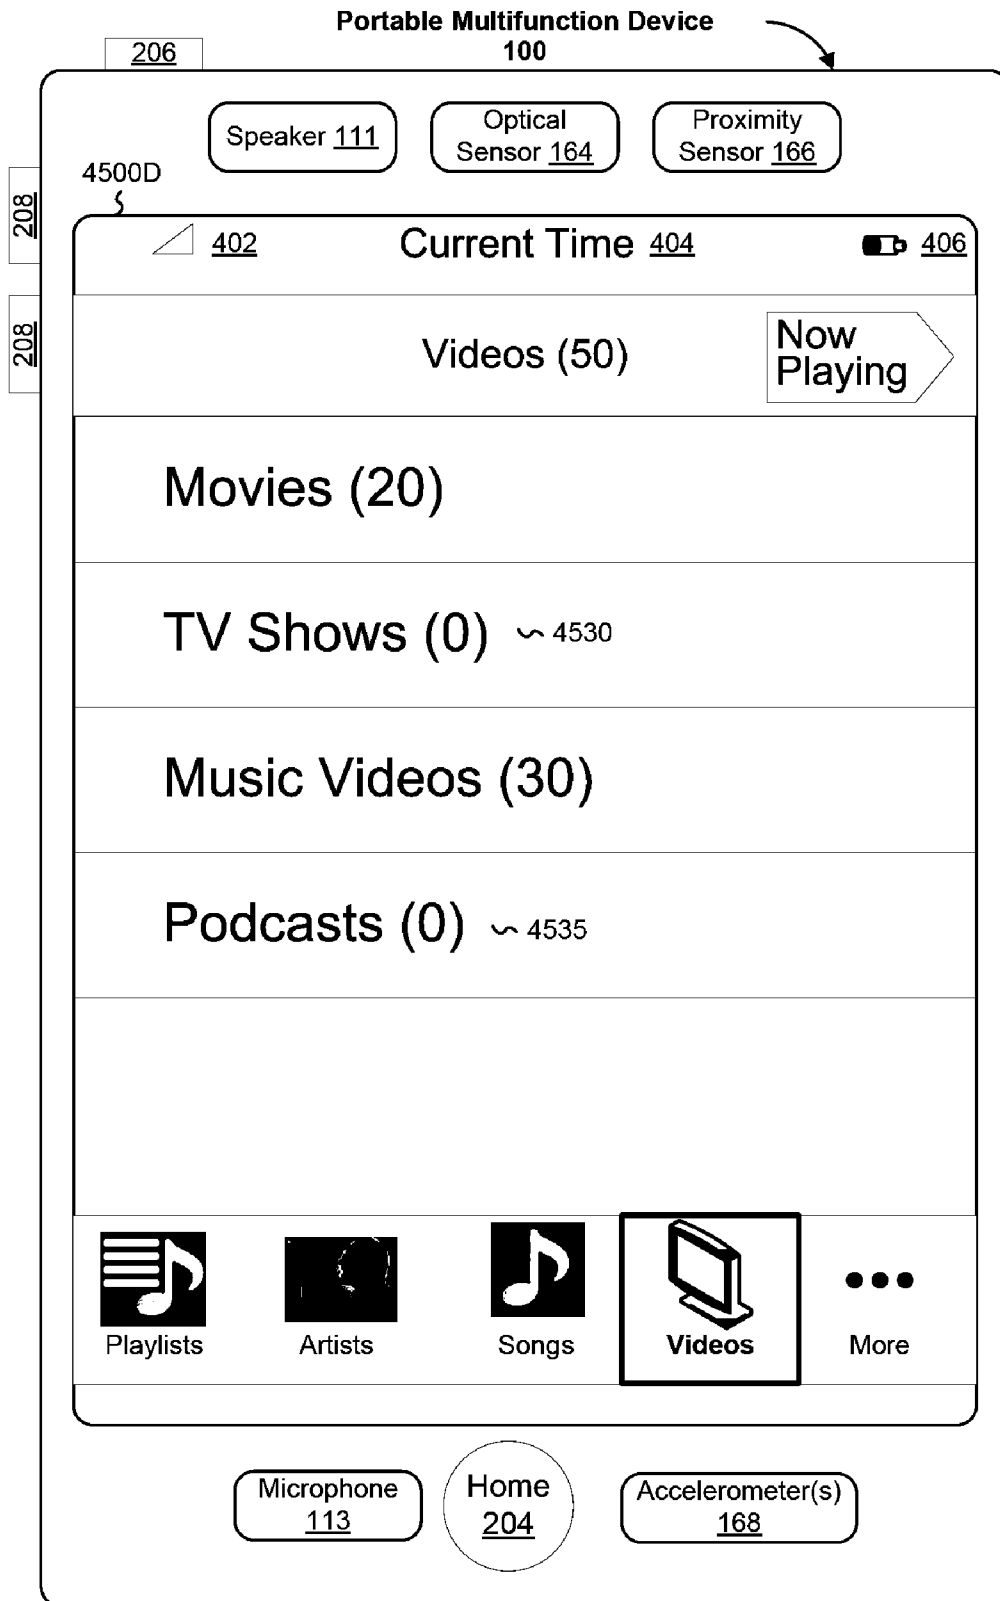 Portable Multifunction Device
100
206
Speaker 111
Optical
Sensor 164
Proximity
Sensor 166
4500D
208
208
402
Current Time 404
406
Videos (50)
Now
Playing
Movies (20)
TV Shows (0)
4530
Music Videos (30)
Podcasts (0)
4535
Playlists
Artists
Songs
Videos
More
Microphone
113
Home
204
Accelerometer(s)
168